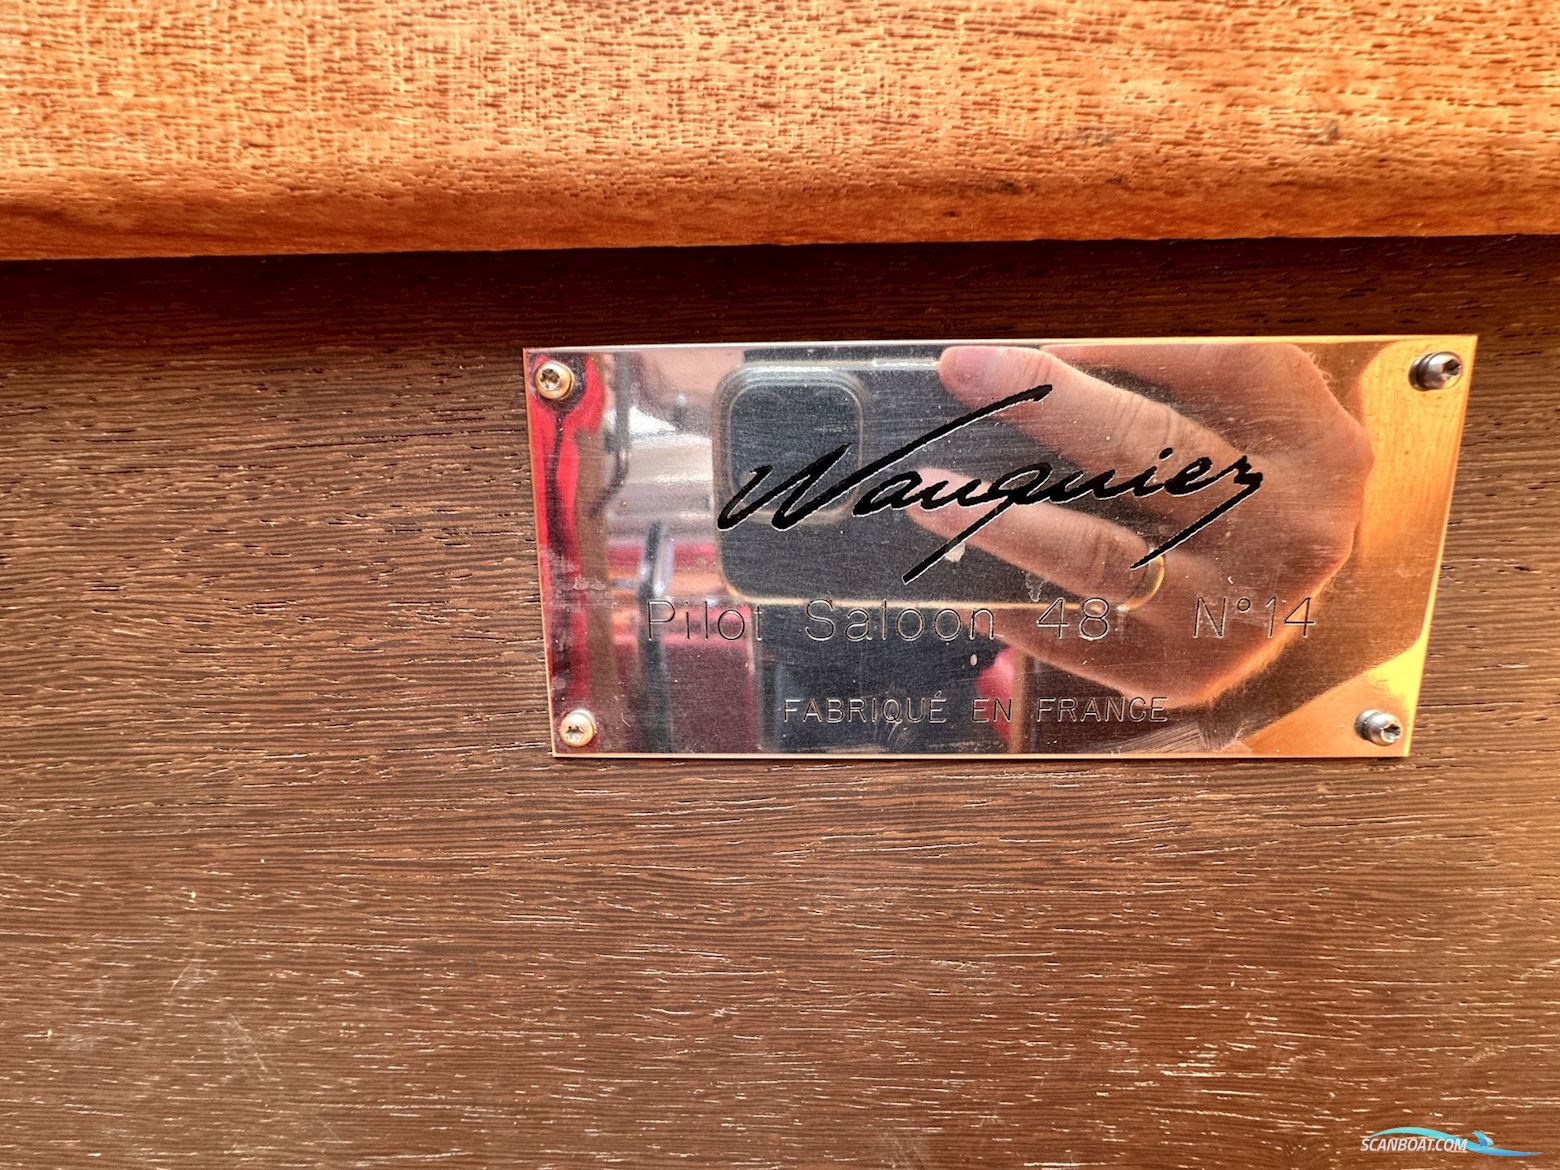 Wauquiez
Pilot Saloon 48 N°14
FABRIQUÉ EN FRANCE
SCANBOAT.COM